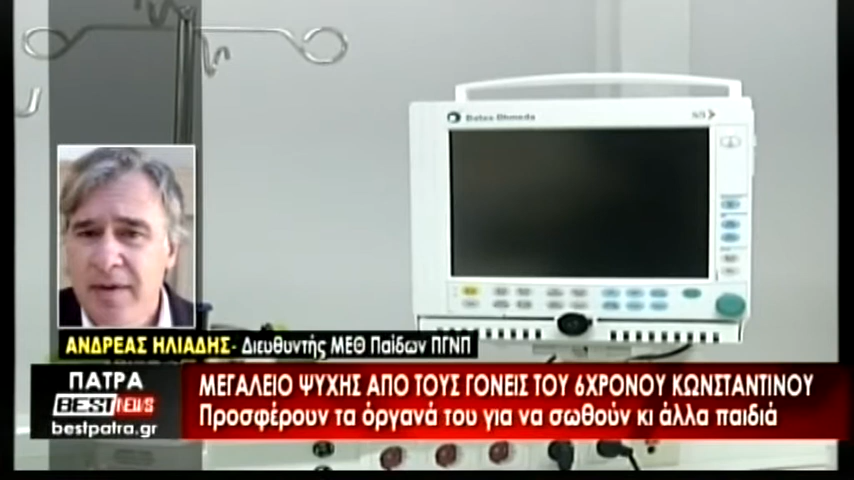 Datex-Ohmeda
S/5
ΑΝΔΡΕΑΣ ΗΛΙΑΔΗΣ- Διευθυντής ΜΕΘ Παίδων ΠΓΝΠ
ΠΑΤΡΑ
BEST NEWS
bestpatra.gr
ΜΕΓΑΛΕΙΟ ΨΥΧΗΣ ΑΠΟ ΤΟΥΣ ΓΟΝΕΙΣ ΤΟΥ 6ΧΡΟΝΟΥ ΚΩΝΣΤΑΝΤΙΝΟΥ
Προσφέρουν τα όργανά του για να σωθούν κι άλλα παιδιά